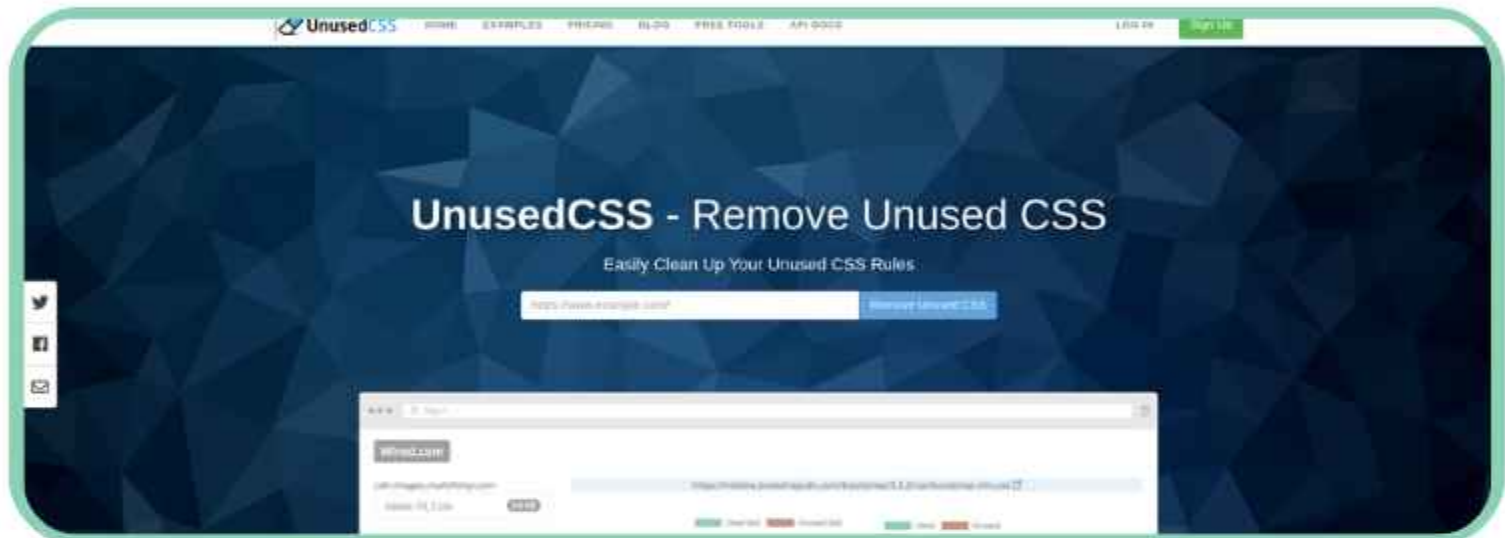 UnusedCSS HOME EXAMPLES PRICING BLOG FREE TOOLS API DOCS LOG IN Sign Up
UnusedCSS - Remove Unused CSS
Easily Clean Up Your Unused CSS Rules
Remove Unused CSS
Wired.com